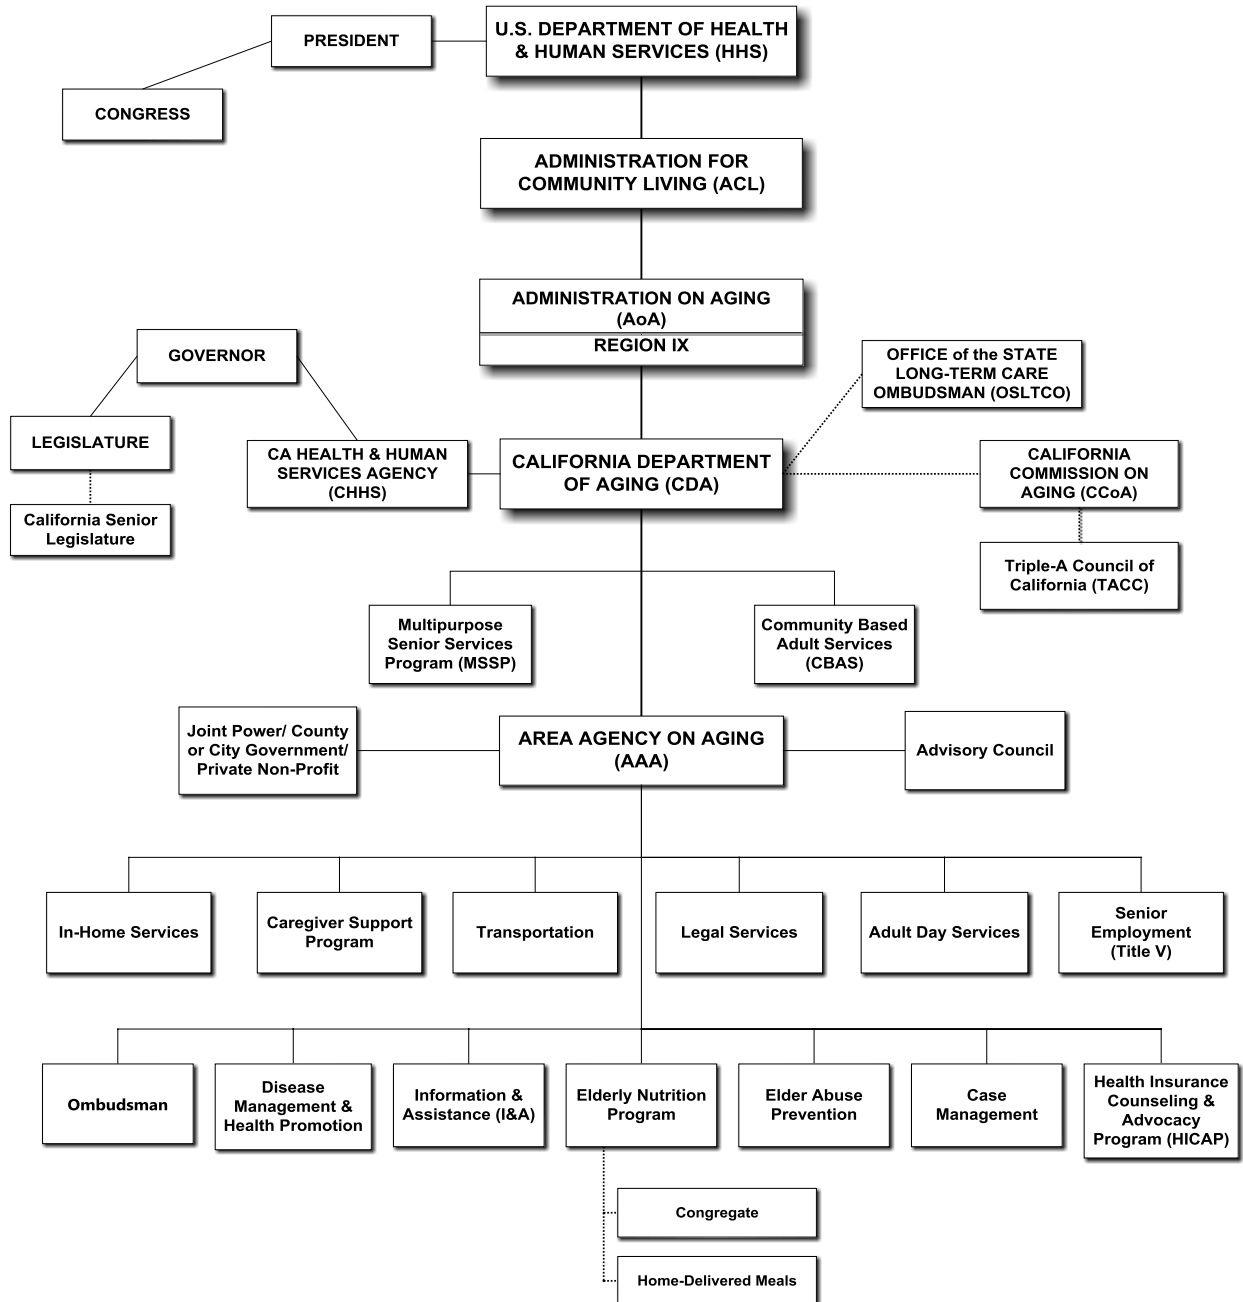 PRESIDENT
U.S. DEPARTMENT OF HEALTH
& HUMAN SERVICES (HHS)
CONGRESS
ADMINISTRATION FOR
COMMUNITY LIVING (ACL)
ADMINISTRATION ON AGING
(AoA)
REGION IX
GOVERNOR
OFFICE of the STATE
LONG-TERM CARE
OMBUDSMAN (OSLTCO)
LEGISLATURE
CA HEALTH & HUMAN
SERVICES AGENCY
(CHHS)
CALIFORNIA DEPARTMENT
OF AGING (CDA)
CALIFORNIA
COMMISSION ON
AGING (CCoA)
California Senior
Legislature
Triple-A Council of
California (TACC)
Multipurpose
Senior Services
Program (MSSP)
Community Based
Adult Services
(CBAS)
Joint Power/ County
or City Government/
Private Non-Profit
AREA AGENCY ON AGING
(AAA)
Advisory Council
In-Home Services
Caregiver Support
Program
Transportation
Legal Services
Adult Day Services
Senior
Employment
(Title V)
Ombudsman
Disease
Management &
Health Promotion
Information &
Assistance (I&A)
Elderly Nutrition
Program
Elder Abuse
Prevention
Case
Management
Health Insurance
Counseling &
Advocacy
Program (HICAP)
Congregate
Home-Delivered Meals